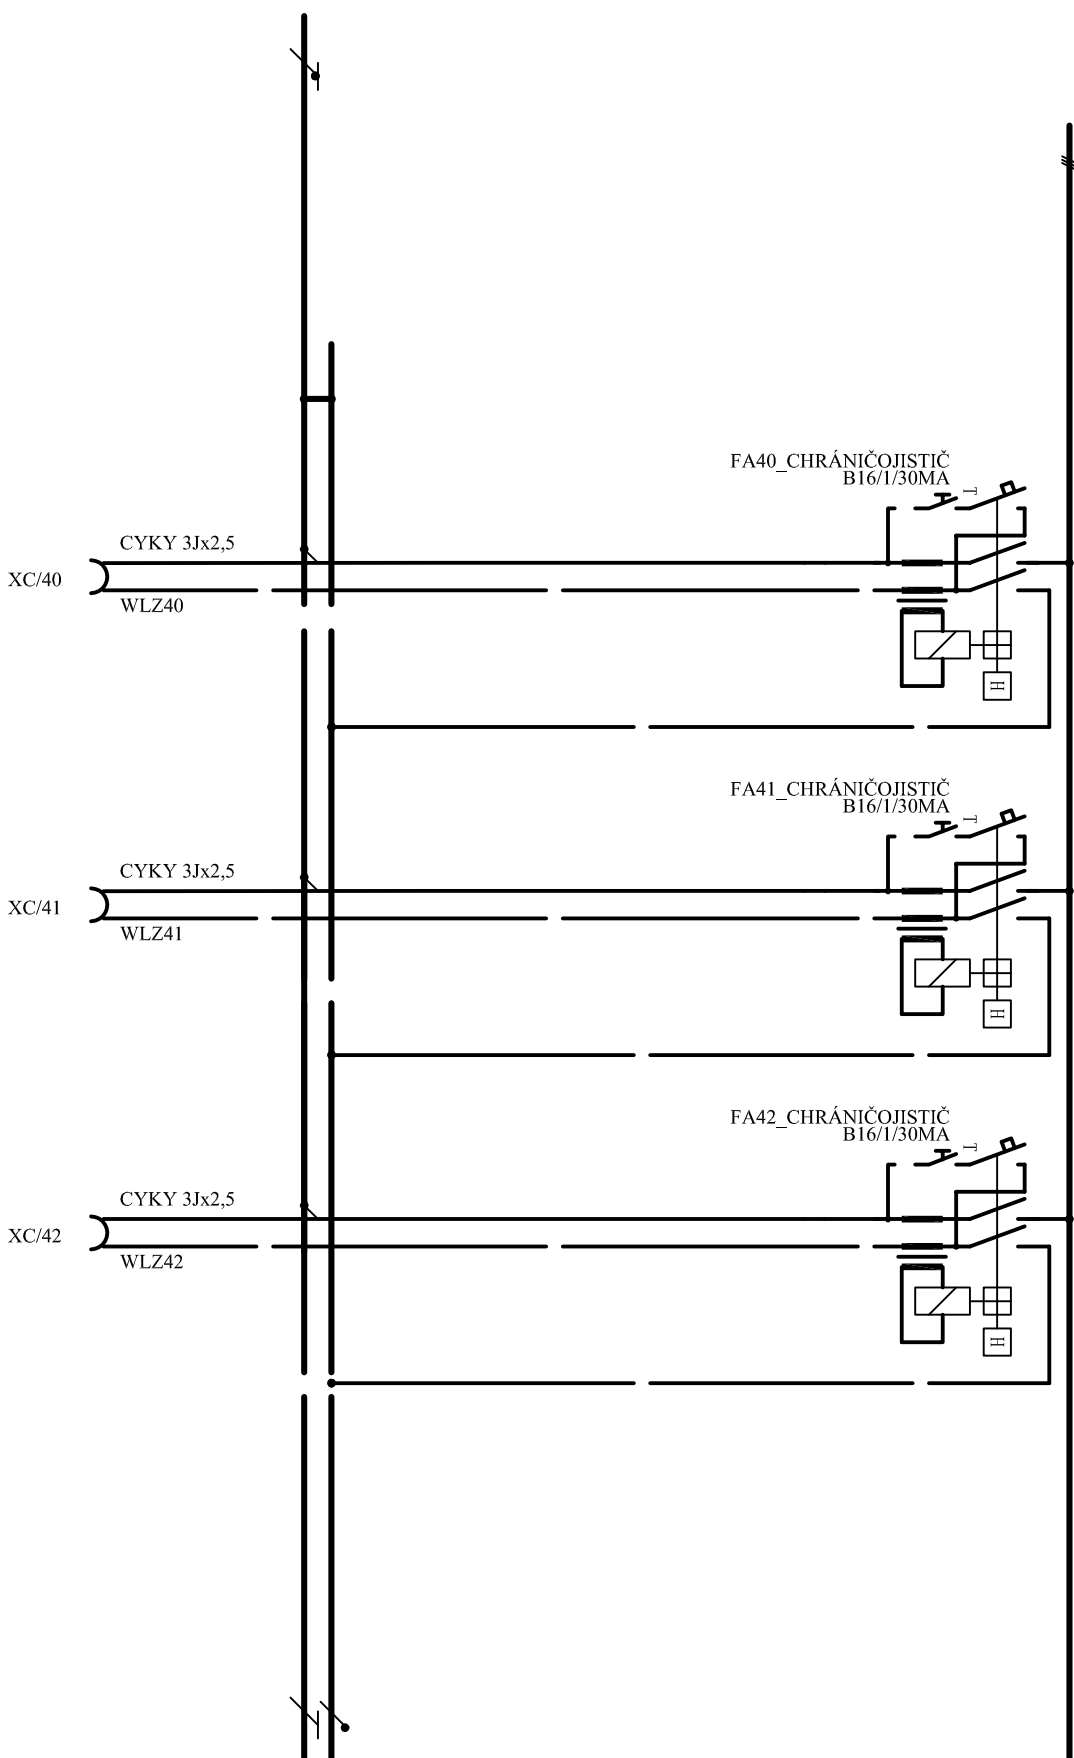 FA40_CHRÁNIČOJISTIČ
B16/1/30MA
T
CYKY 3Jx2,5
XC/40
WLZ40
H
FA41_CHRÁNIČOJISTIČ
B16/1/30MA
T
CYKY 3Jx2,5
XC/41
WLZ41
H
FA42_CHRÁNIČOJISTIČ
B16/1/30MA
T
CYKY 3Jx2,5
XC/42
WLZ42
H